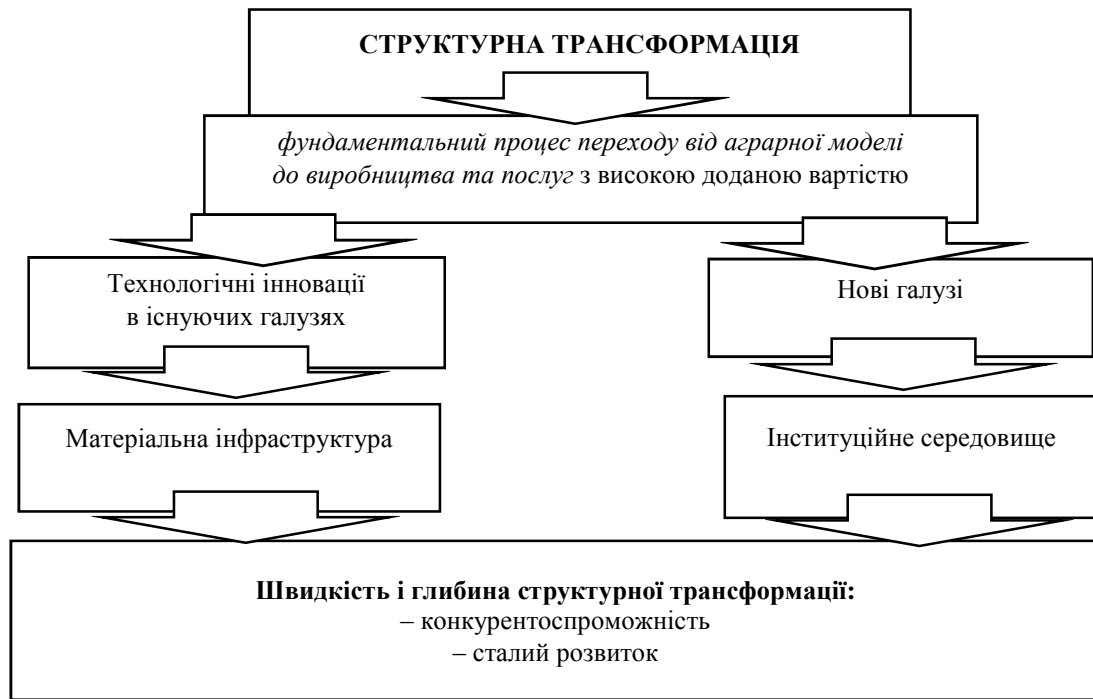 СТРУКТУРНА ТРАНСФОРМАЦІЯ
фундаментальний процес переходу від аграрної моделі
до виробництва та послуг з високою доданою вартістю
Технологічні інновації
в існуючих галузях
Нові галузі
Матеріальна інфраструктура
Інституційне середовище
Швидкість і глибина структурної трансформації:
– конкурентоспроможність
– сталий розвиток